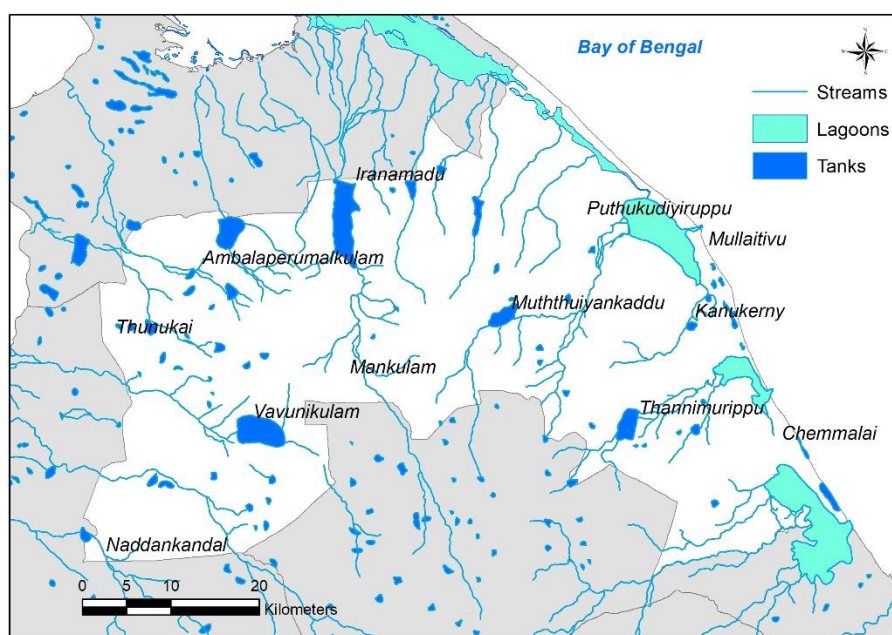 Bay of Bengal
Streams
Lagoons
Tanks
Iranamadu
Puthukudiyiruppu
Mullaitivu
Ambalaperumalkulam
Muththuiyankaddu
Kanukerny
Thunukai
Mankulam
Vavunikulam
Thannimurippu
Chemmalai
Naddankandal
0 5 10 20
Kilometers